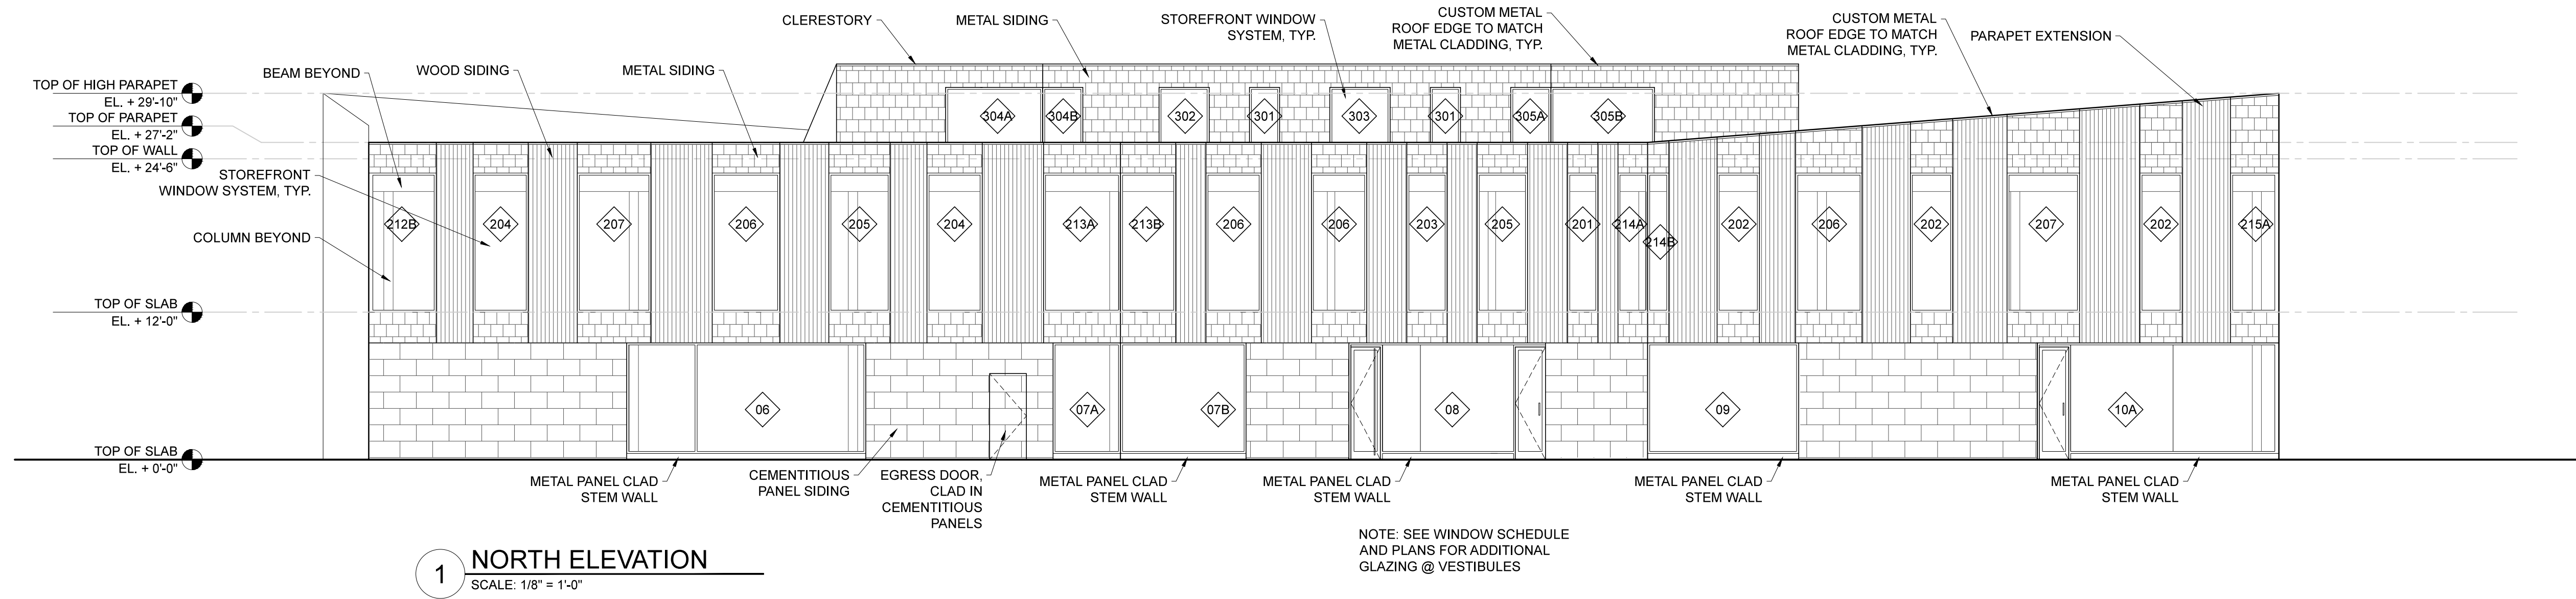 CLERESTORY
METAL SIDING
STOREFRONT WINDOW
SYSTEM, TYP.
CUSTOM METAL
ROOF EDGE TO MATCH
METAL CLADDING, TYP.
CUSTOM METAL
ROOF EDGE TO MATCH
METAL CLADDING, TYP.
PARAPET EXTENSION
BEAM BEYOND
WOOD SIDING
METAL SIDING
TOP OF HIGH PARAPET
EL. + 29'-10"
TOP OF PARAPET
EL. + 27'-2"
TOP OF WALL
EL. + 24'-6"
STOREFRONT
WINDOW SYSTEM, TYP.
COLUMN BEYOND
TOP OF SLAB
EL. + 12'-0"
TOP OF SLAB
EL. + 0'-0"
304A
304B
302
301
303
301
305A
305B
212B
204
207
206
205
204
213A
213B
206
206
203
205
201
214A
214B
202
206
202
207
202
215A
06
07A
07B
08
09
10A
METAL PANEL CLAD
STEM WALL
CEMENTITIOUS
PANEL SIDING
EGRESS DOOR,
CLAD IN
CEMENTITIOUS
PANELS
METAL PANEL CLAD
STEM WALL
METAL PANEL CLAD
STEM WALL
METAL PANEL CLAD
STEM WALL
METAL PANEL CLAD
STEM WALL
NOTE: SEE WINDOW SCHEDULE
AND PLANS FOR ADDITIONAL
GLAZING @ VESTIBULES
1
NORTH ELEVATION
SCALE: 1/8" = 1'-0"